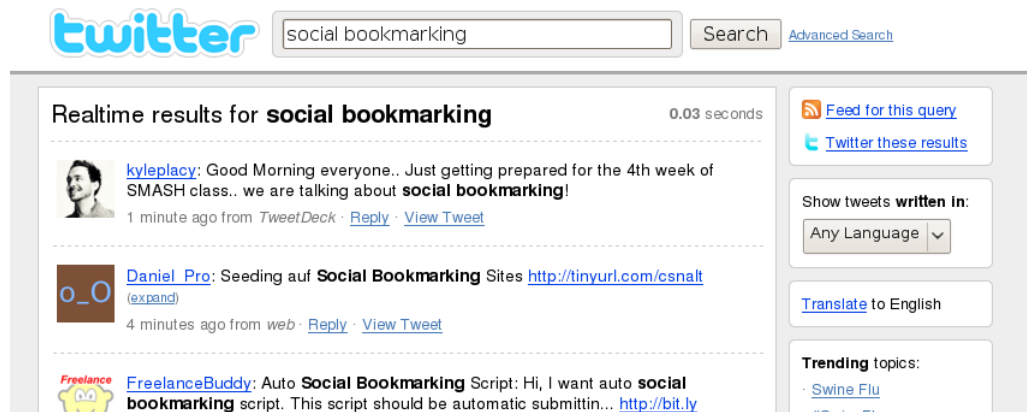 twitter
social bookmarking
Search
Advanced Search
Realtime results for social bookmarking
0.03 seconds
kyleplacy: Good Morning everyone.. Just getting prepared for the 4th week of
SMASH class.. we are talking about social bookmarking!
1 minute ago from TweetDeck · Reply · View Tweet
o_O
Daniel_Pro: Seeding auf Social Bookmarking Sites http://tinyurl.com/csnalt
(expand)
4 minutes ago from web · Reply · View Tweet
Freelance
FreelanceBuddy: Auto Social Bookmarking Script: Hi, I want auto social
bookmarking script. This script should be automatic submittin... http://bit.ly
Feed for this query
Twitter these results
Show tweets written in:
Any Language
Translate to English
Trending topics:
· Swine Flu